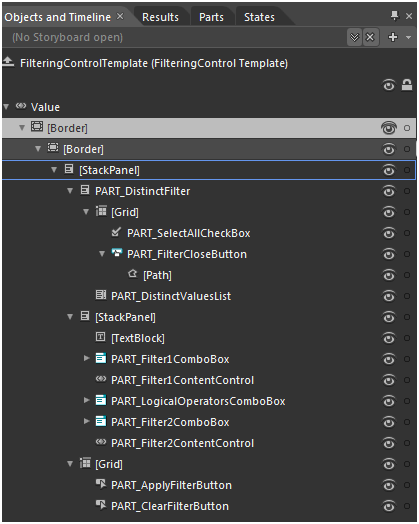 Objects and Timeline × Results Parts States
(No Storyboard open)
FilteringControlTemplate (FilteringControl Template)
Value
[Border]
[Border]
[StackPanel]
PART_DistinctFilter
[Grid]
PART_SelectAllCheckBox
PART_FilterCloseButton
[Path]
PART_DistinctValuesList
[StackPanel]
[TextBlock]
PART_Filter1ComboBox
PART_Filter1ContentControl
PART_LogicalOperatorsComboBox
PART_Filter2ComboBox
PART_Filter2ContentControl
[Grid]
PART_ApplyFilterButton
PART_ClearFilterButton